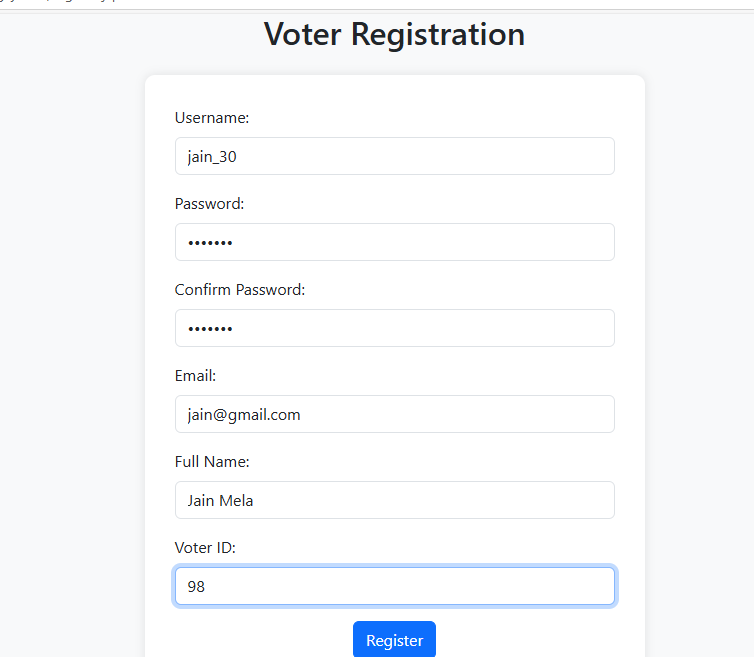 Voter Registration
Username:
jain_30
Password:
•••••••
Confirm Password:
•••••••
Email:
jain@gmail.com
Full Name:
Jain Mela
Voter ID:
98
Register